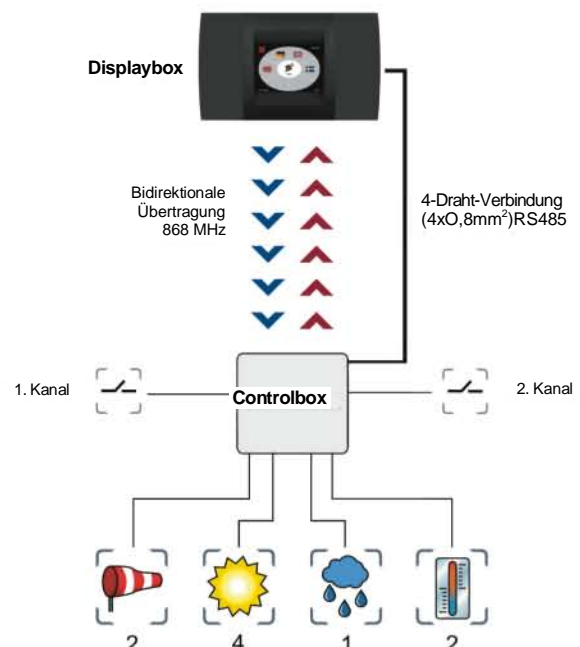 Displaybox
Bidirektionale
Übertragung
868 MHz
4-Draht-Verbindung
(4xO,8mm²)RS485
1. Kanal
Controlbox
2. Kanal
2
4
1
2